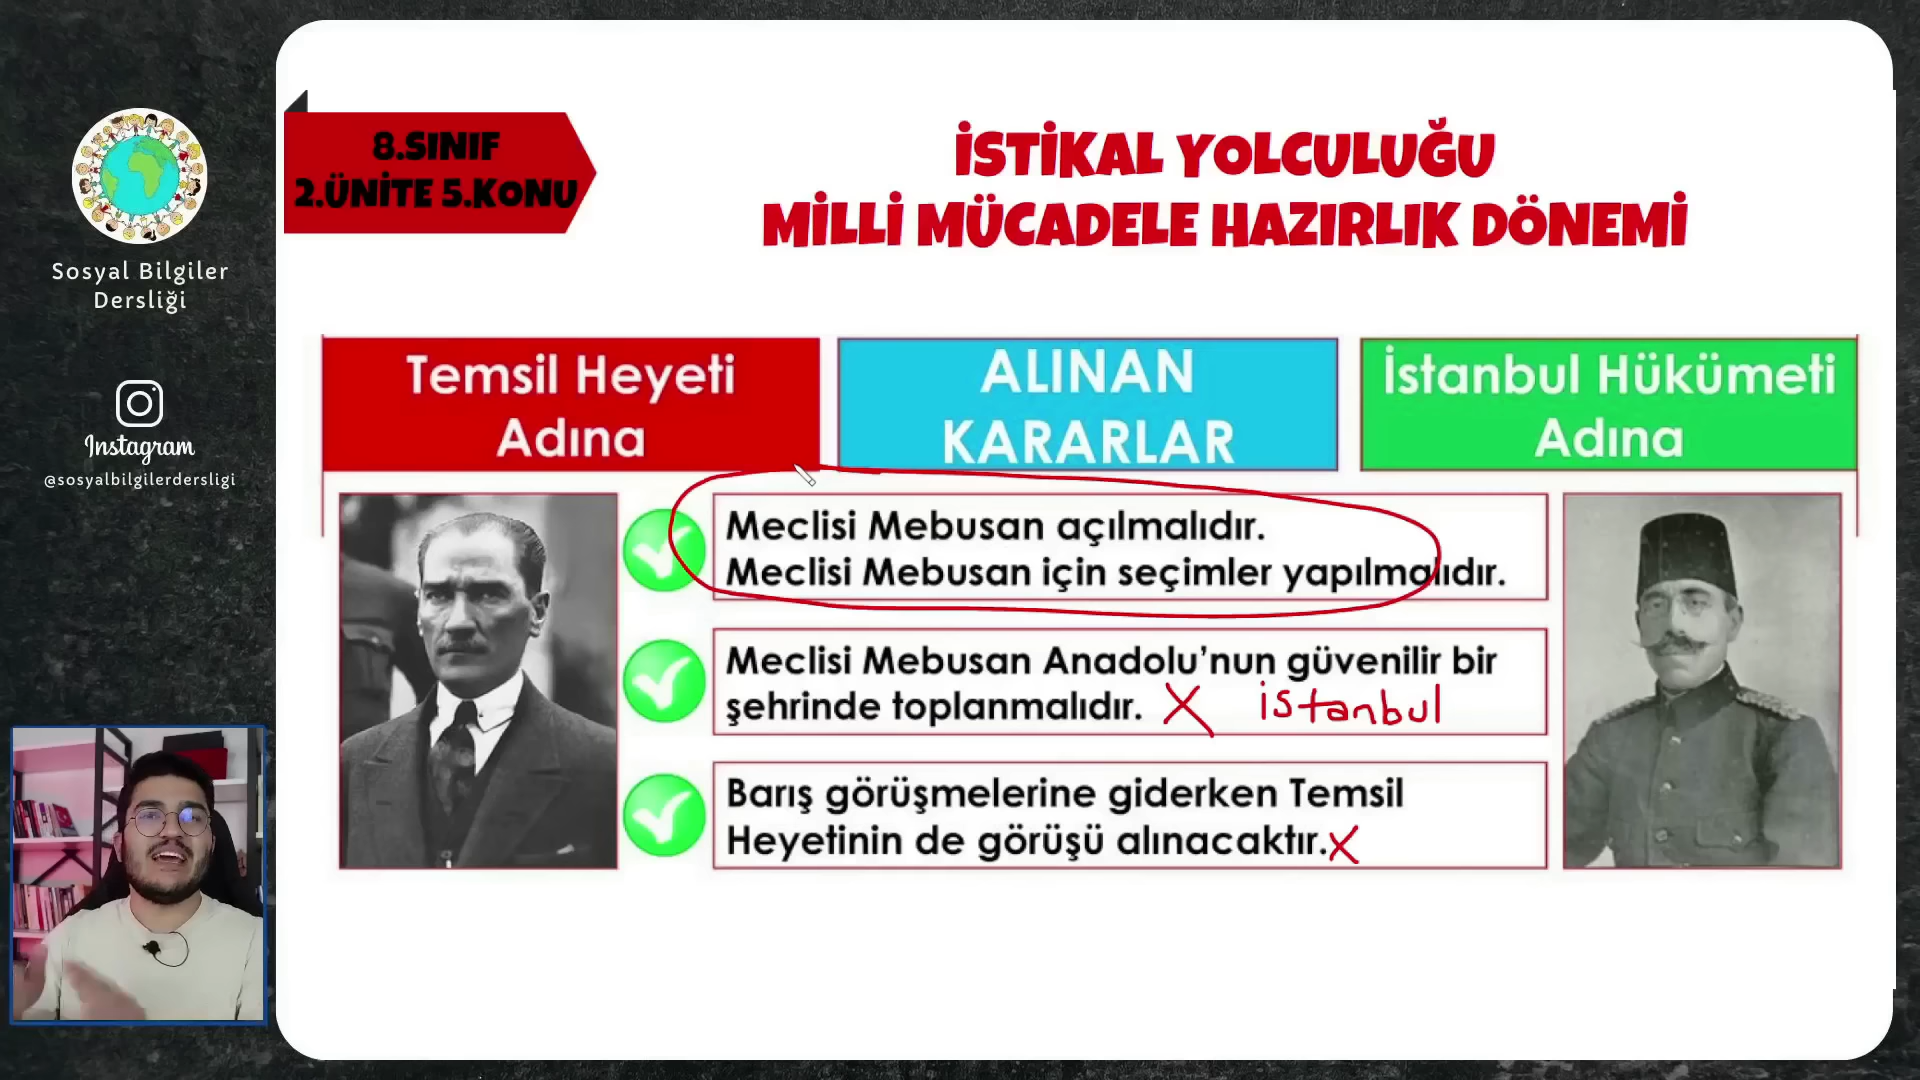 Sosyal Bilgiler
Dersliği
Instagram
@sosyalbilgilerdersligi
8.SINIF
2.ÜNİTE 5.KONU
İSTİKAL YOLCULUĞU
MİLLİ MÜCADELE HAZIRLIK DÖNEMİ
Temsil Heyeti
Adına
ALINAN
KARARLAR
İstanbul Hükümeti
Adına
Meclisi Mebusan açılmalıdır.
Meclisi Mebusan için seçimler yapılmalıdır.
Meclisi Mebusan Anadolu’nun güvenilir bir
şehrinde toplanmalıdır. X istanbul
Barış görüşmelerine giderken Temsil
Heyetinin de görüşü alınacaktır. X